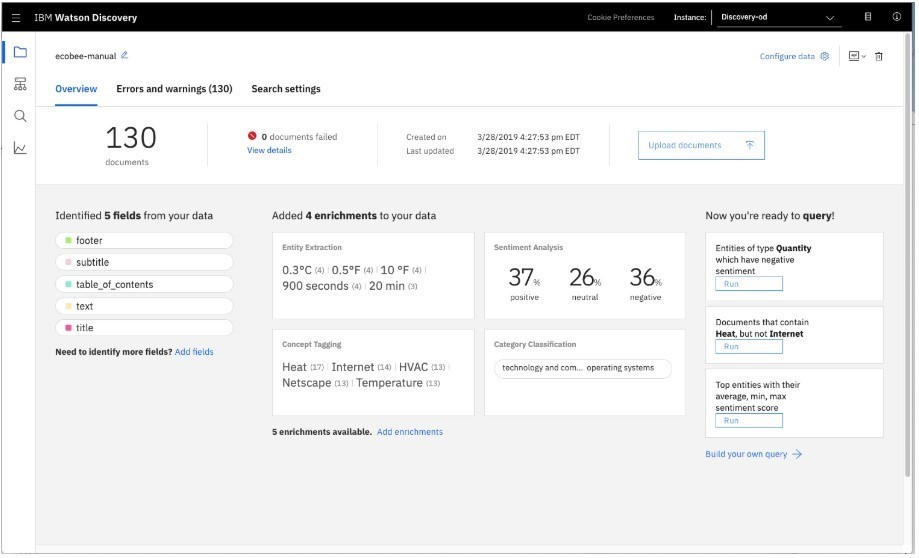 IBM Watson Discovery
Cookie Preferences
Instance:
Discovery-od
ecobee-manual
Configure data
Overview
Errors and warnings (130)
Search settings
130
documents
0 documents failed
View details
Created on 3/28/2019 4:27:53 pm EDT
Last updated 3/28/2019 4:27:53 pm EDT
Upload documents
Identified 5 fields from your data
footer
subtitle
table_of_contents
text
title
Need to identify more fields? Add fields
Added 4 enrichments to your data
Entity Extraction
0.3°C (4) | 0.5°F (4) | 10 °F (4) |
900 seconds (4) | 20 min (3)
Sentiment Analysis
37% 26% 36%
positive neutral negative
Concept Tagging
Heat (17) | Internet (14) | HVAC (13) |
Netscape (13) | Temperature (13)
Category Classification
technology and com... operating systems
5 enrichments available. Add enrichments
Now you're ready to query!
Entities of type Quantity
which have negative
sentiment
Run
Documents that contain
Heat, but not Internet
Run
Top entities with their
average, min, max
sentiment score
Run
Build your own query